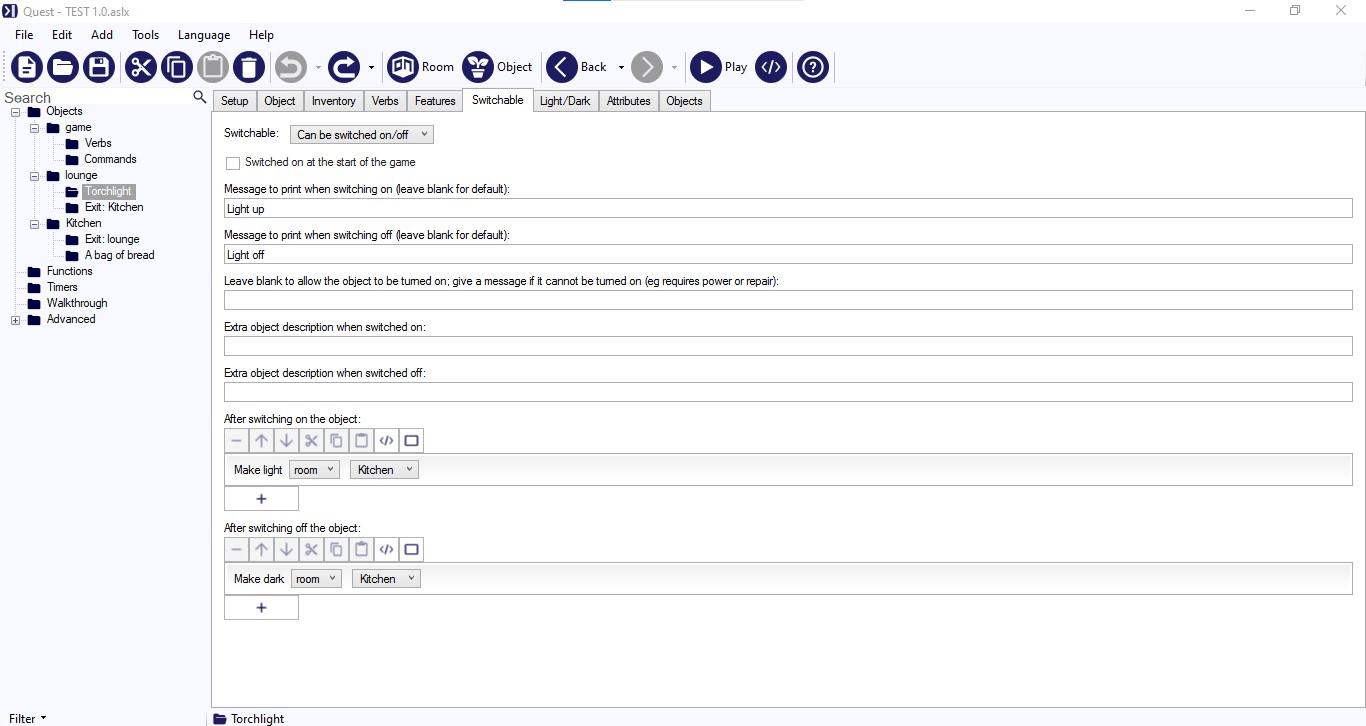 Quest - TEST 1.0.aslx
File Edit Add Tools Language Help
Room Object Back Play
Search
Setup Object Inventory Verbs Features Switchable Light/Dark Attributes Objects
Objects
game
Verbs
Commands
lounge
Torchlight
Exit: Kitchen
Kitchen
Exit: lounge
A bag of bread
Functions
Timers
Walkthrough
Advanced
Switchable: Can be switched on/off
Switched on at the start of the game
Message to print when switching on (leave blank for default):
Light up
Message to print when switching off (leave blank for default):
Light off
Leave blank to allow the object to be turned on; give a message if it cannot be turned on (eg requires power or repair):
Extra object description when switched on:
Extra object description when switched off:
After switching on the object:
Make light room Kitchen
+
After switching off the object:
Make dark room Kitchen
+
Filter Torchlight